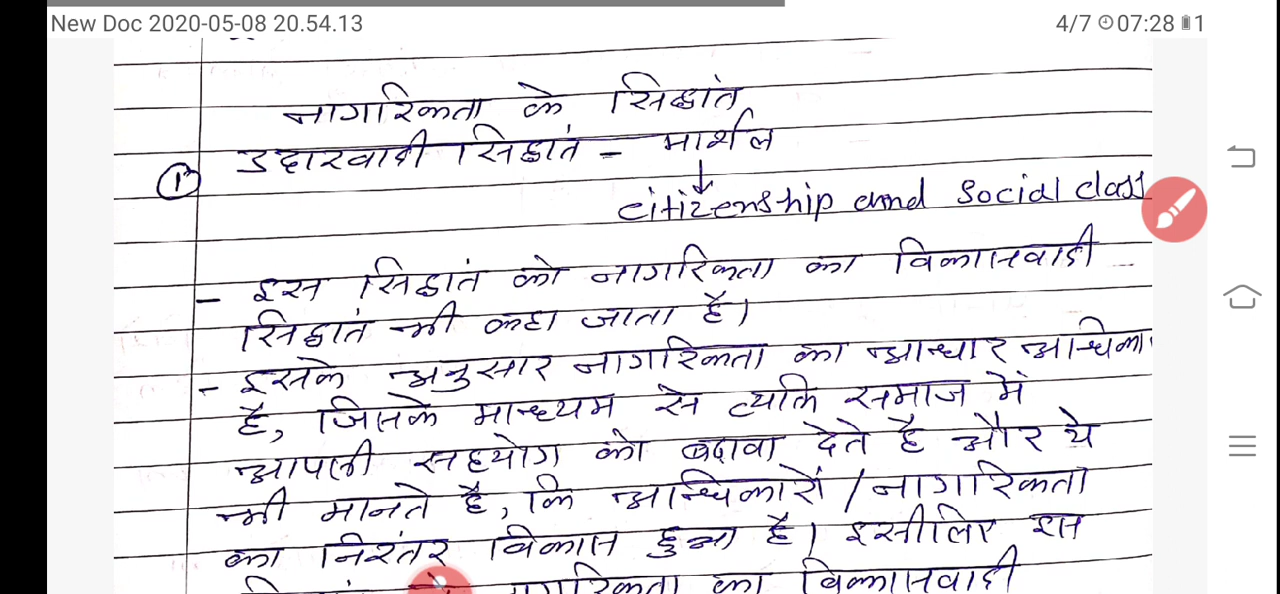 New Doc 2020-05-08 20.54.13
4/7 07:28 1
नागरिकता के सिद्धांत
① उदारवादी सिद्धांत - मार्शल
↓
citizenship and social class
- इस सिद्धांत को नागरिकता का विकासवादी
सिद्धांत भी कहा जाता है।
- इसके अनुसार नागरिकता का आधार अधिका
है, जिसके माध्यम से व्यक्ति समाज में
आपसी सहयोग को बढ़ावा देते है और ये
भी मानते है, कि अधिकारों / नागरिकता
का निरंतर विकास हुआ है। इसीलिए इस
नागरिकता का विकासवादी